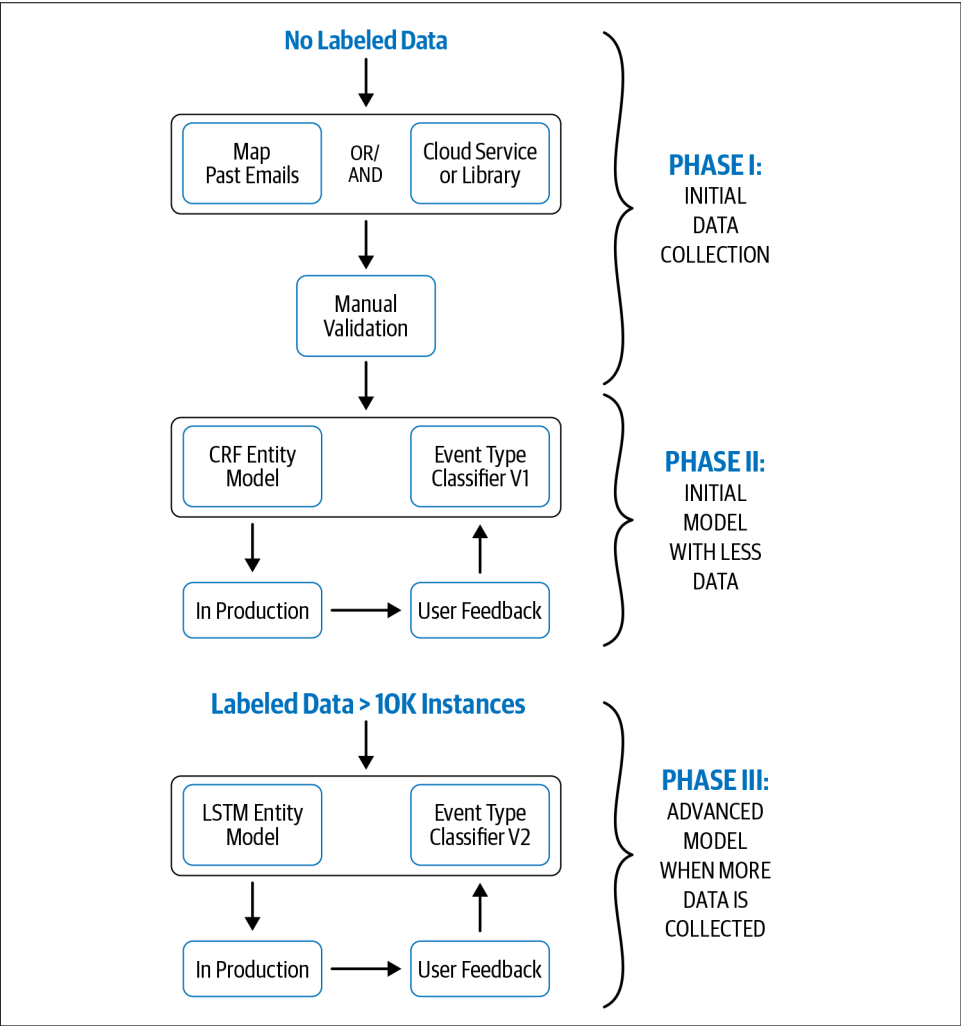 No Labeled Data
Map
Past Emails
OR/
AND
Cloud Service
or Library
PHASE I:
INITIAL
DATA
COLLECTION
Manual
Validation
CRF Entity
Model
Event Type
Classifier V1
PHASE II:
INITIAL
MODEL
WITH LESS
DATA
In Production
User Feedback
Labeled Data > 10K Instances
LSTM Entity
Model
Event Type
Classifier V2
PHASE III:
ADVANCED
MODEL
WHEN MORE
DATA IS
COLLECTED
In Production
User Feedback